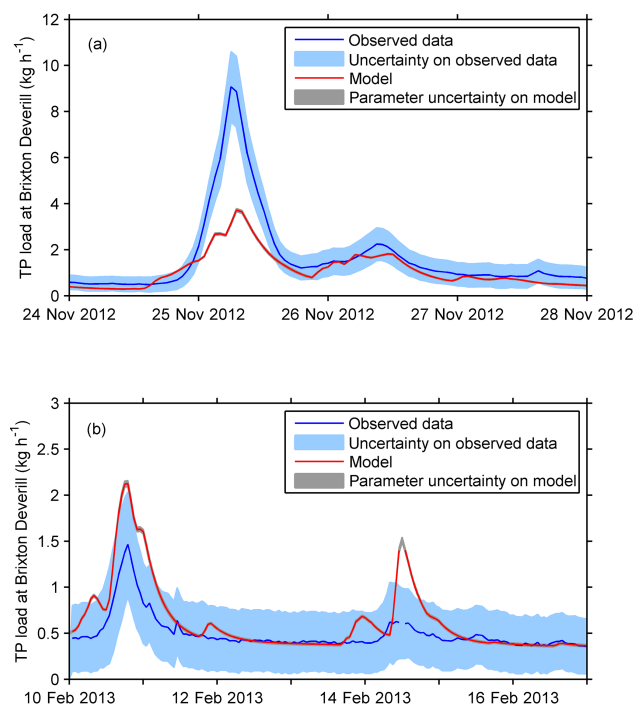 12
10
8
6
4
2
0
TP load at Brixton Deverill (kg h⁻¹)
(a)
Observed data
Uncertainty on observed data
Model
Parameter uncertainty on model
24 Nov 2012 25 Nov 2012 26 Nov 2012 27 Nov 2012 28 Nov 2012
3
2.5
2
1.5
1
0.5
0
TP load at Brixton Deverill (kg h⁻¹)
(b)
Observed data
Uncertainty on observed data
Model
Parameter uncertainty on model
10 Feb 2013 12 Feb 2013 14 Feb 2013 16 Feb 2013